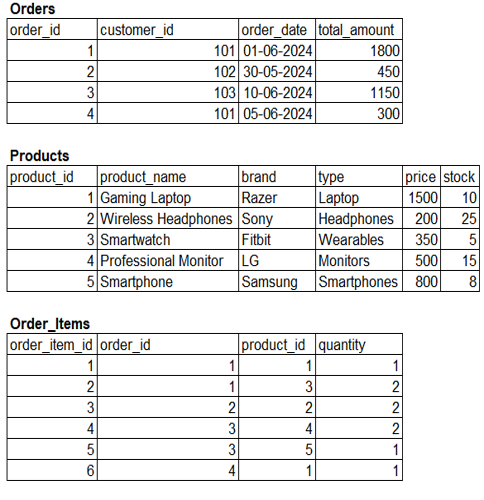 Orders
order_id customer_id order_date total_amount
1 101 01-06-2024 1800
2 102 30-05-2024 450
3 103 10-06-2024 1150
4 101 05-06-2024 300
Products
product_id product_name brand type price stock
1 Gaming Laptop Razer Laptop 1500 10
2 Wireless Headphones Sony Headphones 200 25
3 Smartwatch Fitbit Wearables 350 5
4 Professional Monitor LG Monitors 500 15
5 Smartphone Samsung Smartphones 800 8
Order_Items
order_item_id order_id product_id quantity
1 1 1 1
2 1 3 2
3 2 2 2
4 3 4 2
5 3 5 1
6 4 1 1